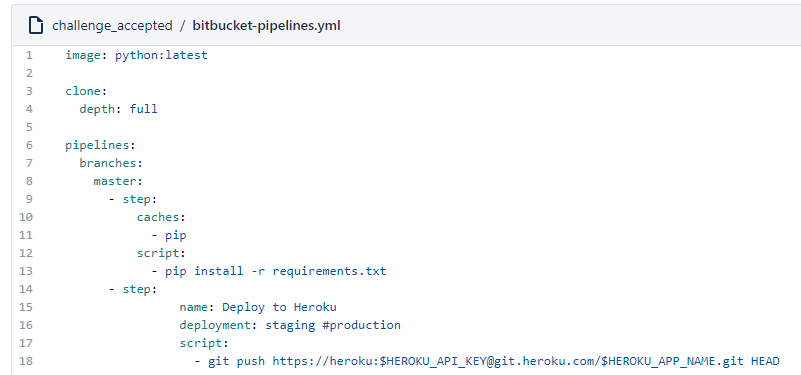 challenge_accepted / bitbucket-pipelines.yml
1 image: python:latest
2
3 clone:
4 depth: full
5
6 pipelines:
7 branches:
8 master:
9 - step:
10 caches:
11 - pip
12 script:
13 - pip install -r requirements.txt
14 - step:
15 name: Deploy to Heroku
16 deployment: staging #production
17 script:
18 - git push https://heroku:$HEROKU_API_KEY@git.heroku.com/$HEROKU_APP_NAME.git HEAD